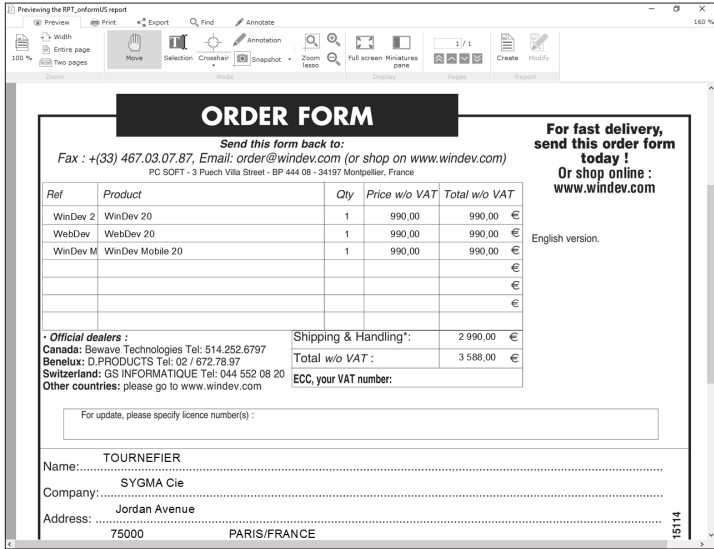 Previewing the RPT_onformUS report
Preview Print Export Find Annotate
160 %
100 %
Width
Entire page
Two pages
Zoom
Move
Selection
Crosshair
Annotation
Snapshot
Mode
Zoom lasso
Full screen
Miniatures pane
Display
1 / 1
Pages
Create
Modify
Report
ORDER FORM
Send this form back to:
Fax : +(33) 467.03.07.87, Email: order@windev.com (or shop on www.windev.com)
PC SOFT - 3 Puech Villa Street - BP 444 08 - 34197 Montpellier, France
For fast delivery,
send this order form
today !
Or shop online :
www.windev.com
English version.
Ref Product Qty Price w/o VAT Total w/o VAT
WinDev 2 WinDev 20 1 990,00 990,00 €
WebDev WebDev 20 1 990,00 990,00 €
WinDev M WinDev Mobile 20 1 990,00 990,00 €
€
€
€
• Official dealers :
Canada: Bewave Technologies Tel: 514.252.6797
Benelux: D.PRODUCTS Tel: 02 / 672.78.97
Switzerland: GS INFORMATIQUE Tel: 044 552 08 20
Other countries: please go to www.windev.com
Shipping & Handling*: 2 990,00 €
Total w/o VAT : 3 588,00 €
ECC, your VAT number:
For update, please specify licence number(s) :
Name: TOURNEFIER
Company: SYGMA Cie
Address: Jordan Avenue
75000 PARIS/FRANCE
15114